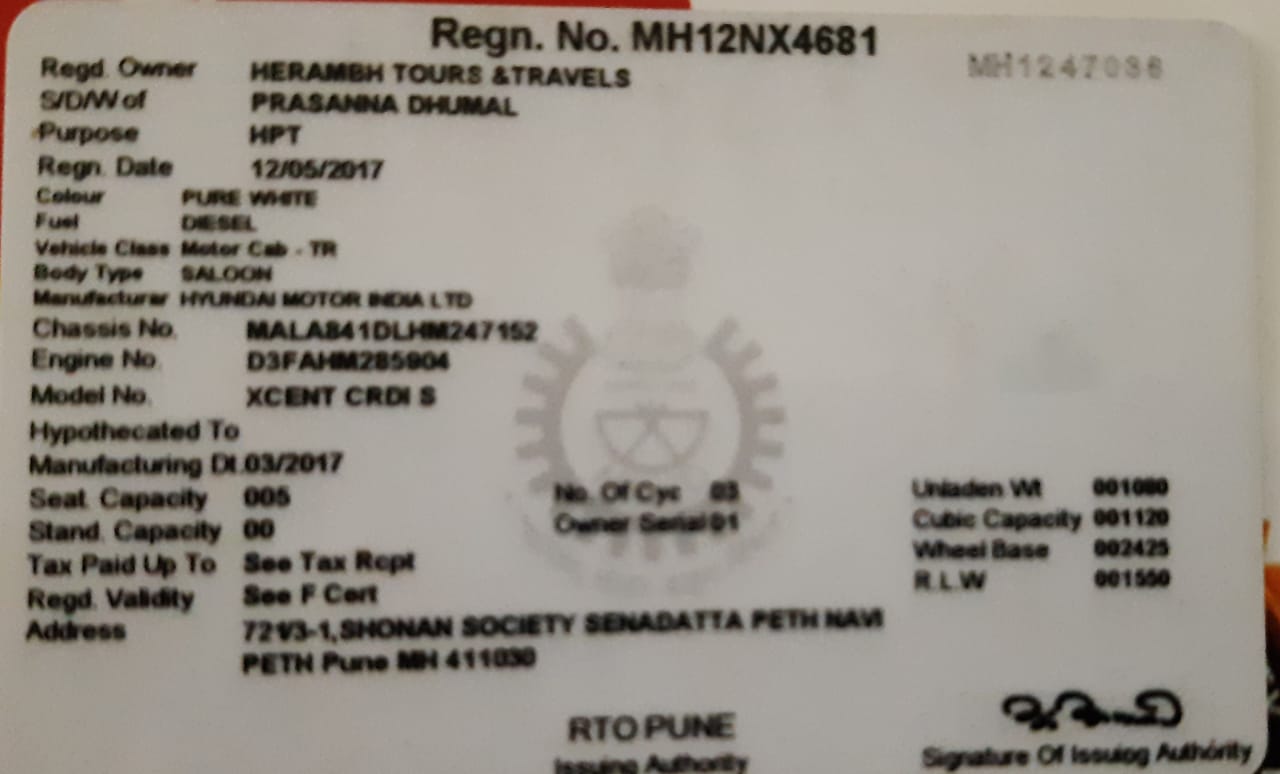 Regn. No. MH12NX4681
MH1247036
Regd. Owner HERAMBH TOURS &TRAVELS
S/D/W of PRASANNA DHUMAL
Purpose HPT
Regn. Date 12/05/2017
Colour PURE WHITE
Fuel DIESEL
Vehicle Class Motor Cab - TR
Body Type SALOON
Manufacturer HYUNDAI MOTOR INDIA LTD
Chassis No. MALA841DLHM247152
Engine No. D3FAHM285904
Model No. XCENT CRDI S
Hypothecated To
Manufacturing Dt.03/2017
Seat. Capacity 005 No. Of Cyc 03 Unladen Wt 001080
Stand. Capacity 00 Owner Serial 01 Cubic Capacity 001120
Tax Paid Up To See Tax Rcpt Wheel Base 002425
Regd. Validity See F Cert R.L.W 001550
Address 721/3-1,SHONAN SOCIETY SENADATTA PETH NAVI
PETH Pune MH 411030
RTO PUNE
Issuing Authority
Signature Of Issuing Authority